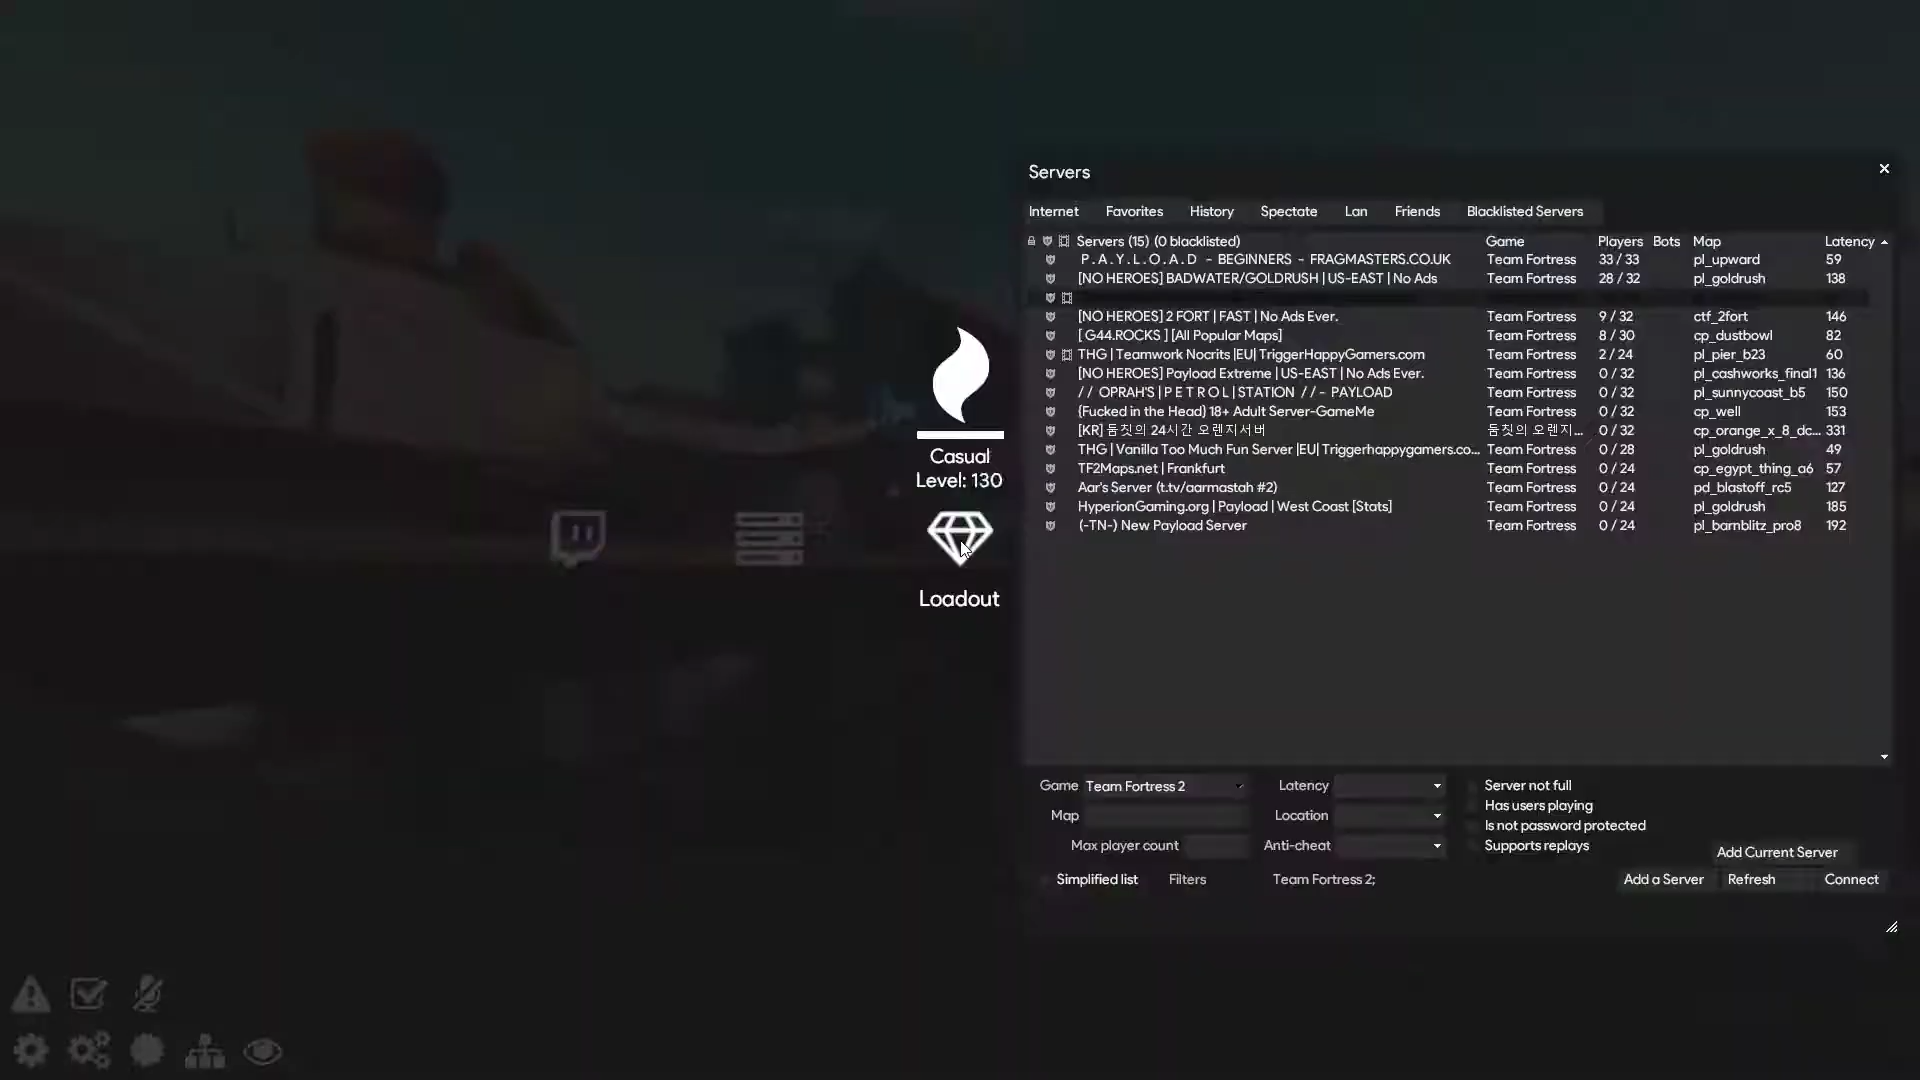 Servers
Internet Favorites History Spectate Lan Friends Blacklisted Servers
Servers (15) (0 blacklisted) Game Players Bots Map Latency
P.A.Y.L.O.A.D - BEGINNERS - FRAGMASTERS.CO.UK Team Fortress 33 / 33 pl_upward 59
[NO HEROES] BADWATER/GOLDRUSH | US-EAST | No Ads Team Fortress 28 / 32 pl_goldrush 138
[NO HEROES] 2 FORT | FAST | No Ads Ever. Team Fortress 9 / 32 ctf_2fort 146
[ G44.ROCKS ] [All Popular Maps] Team Fortress 8 / 30 cp_dustbowl 82
THG | Teamwork Nocrits |EU| TriggerHappyGamers.com Team Fortress 2 / 24 pl_pier_b23 60
[NO HEROES] Payload Extreme | US-EAST | No Ads Ever. Team Fortress 0 / 32 pl_cashworks_final1 136
// OPRAH'S | P E T R O L | STATION // - PAYLOAD Team Fortress 0 / 32 pl_sunnycoast_b5 150
{Fucked in the Head} 18+ Adult Server-GameMe Team Fortress 0 / 32 cp_well 153
[KR] 둠칫의 24시간 오렌지서버 둠칫의 오렌지... 0 / 32 cp_orange_x_8_dc... 331
THG | Vanilla Too Much Fun Server |EU| Triggerhappygamers.co... Team Fortress 0 / 28 pl_goldrush 49
TF2Maps.net | Frankfurt Team Fortress 0 / 24 cp_egypt_thing_a6 57
Aar's Server (t.tv/aarmastah #2) Team Fortress 0 / 24 pd_blastoff_rc5 127
HyperionGaming.org | Payload | West Coast [Stats] Team Fortress 0 / 24 pl_goldrush 185
(-TN-) New Payload Server Team Fortress 0 / 24 pl_barnblitz_pro8 192
Casual
Level: 130
Loadout
Game Team Fortress 2 Latency Server not full
Has users playing
Map Location Is not password protected
Max player count Anti-cheat Supports replays
Add Current Server
Simplified list Filters Team Fortress 2; Add a Server Refresh Connect